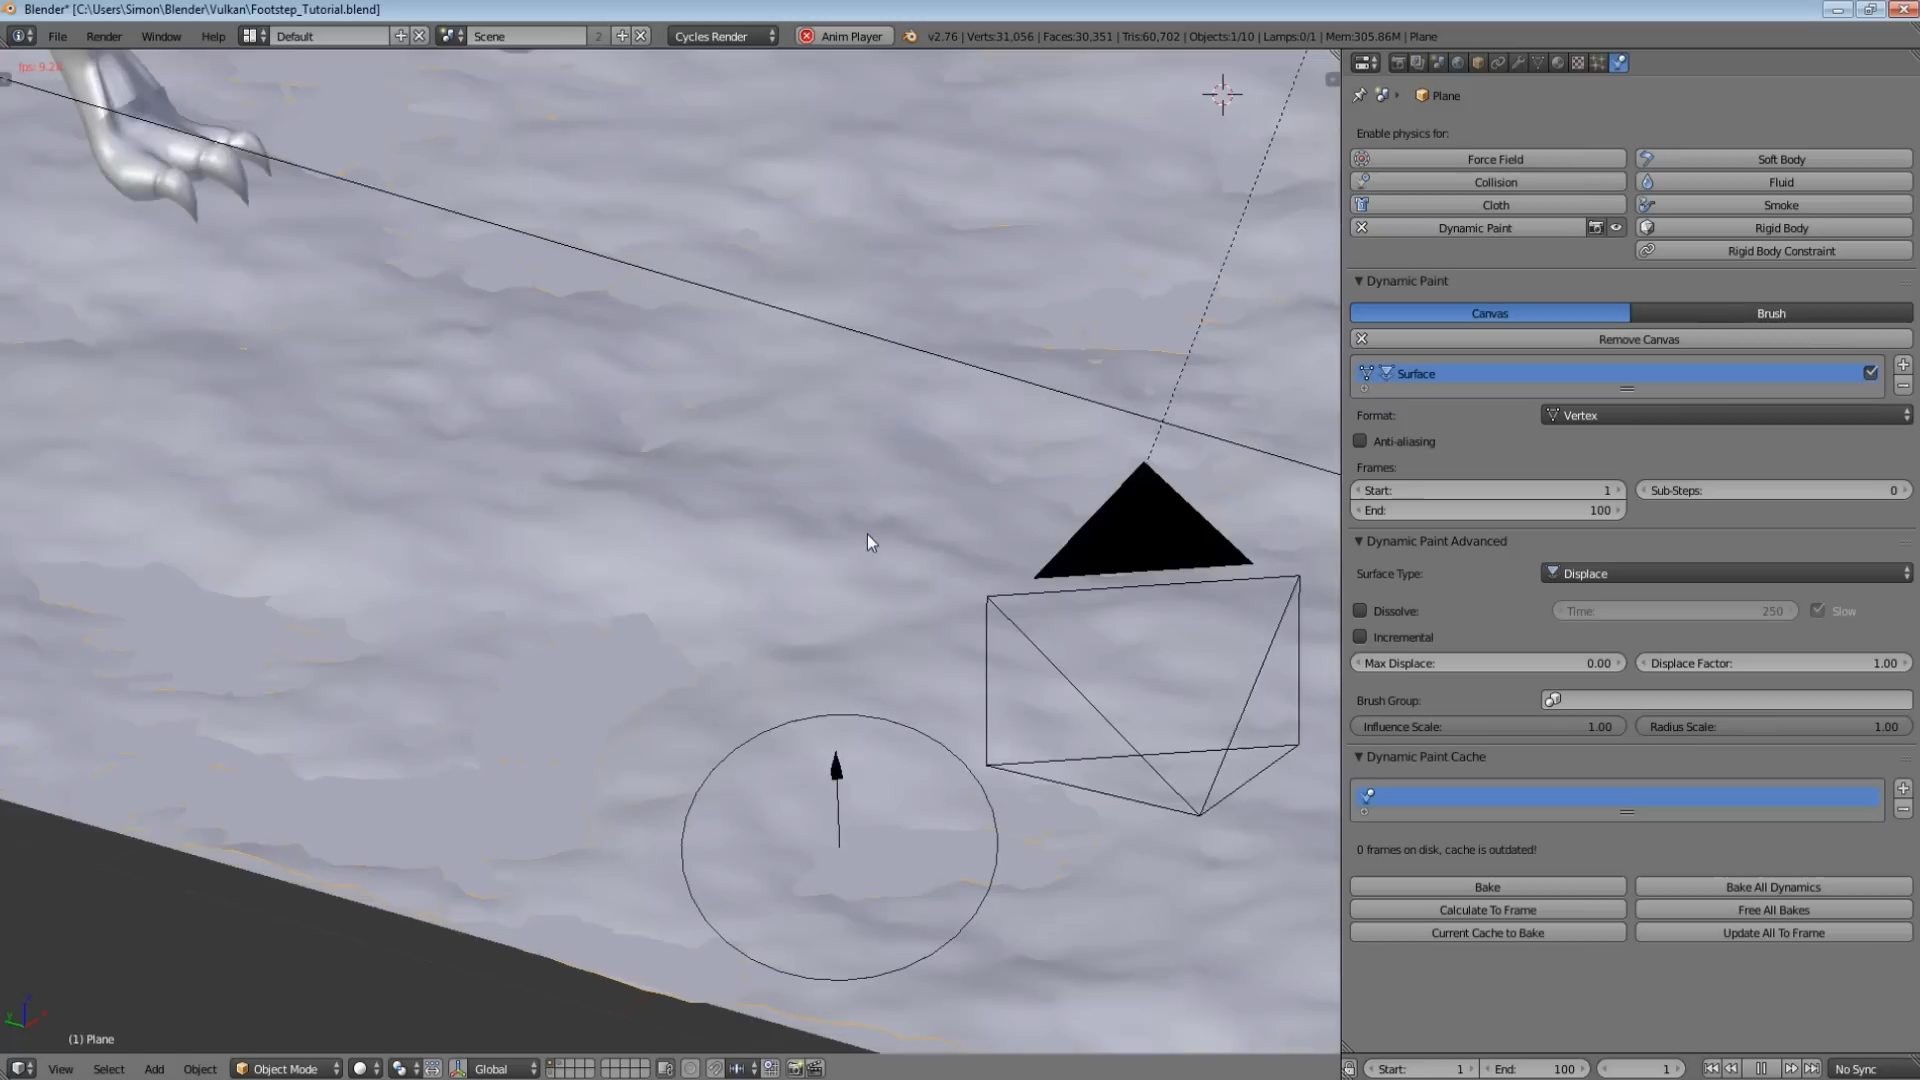 Blender* [C:\Users\Simon\Blender\Vulkan\Footstep_Tutorial.blend]
File Render Window Help Default Scene 2 Cycles Render Anim Player v2.76 | Verts:31,056 | Faces:30,351 | Tris:60,702 | Objects:1/10 | Lamps:0/1 | Mem:305.86M | Plane
Plane
Enable physics for:
Force Field Soft Body
Collision Fluid
Cloth Smoke
Dynamic Paint Rigid Body
Rigid Body Constraint
Dynamic Paint
Canvas Brush
Remove Canvas
Surface
Format: Vertex
Anti-aliasing
Frames:
Start: 1 Sub-Steps: 0
End: 100
Dynamic Paint Advanced
Surface Type: Displace
Dissolve: Time: 250 Slow
Incremental
Max Displace: 0.00 Displace Factor: 1.00
Brush Group:
Influence Scale: 1.00 Radius Scale: 1.00
Dynamic Paint Cache
0 frames on disk, cache is outdated!
Bake Bake All Dynamics
Calculate To Frame Free All Bakes
Current Cache to Bake Update All To Frame
(1) Plane
View Select Add Object Object Mode Global Start: 1 End: 100 1 No Sync